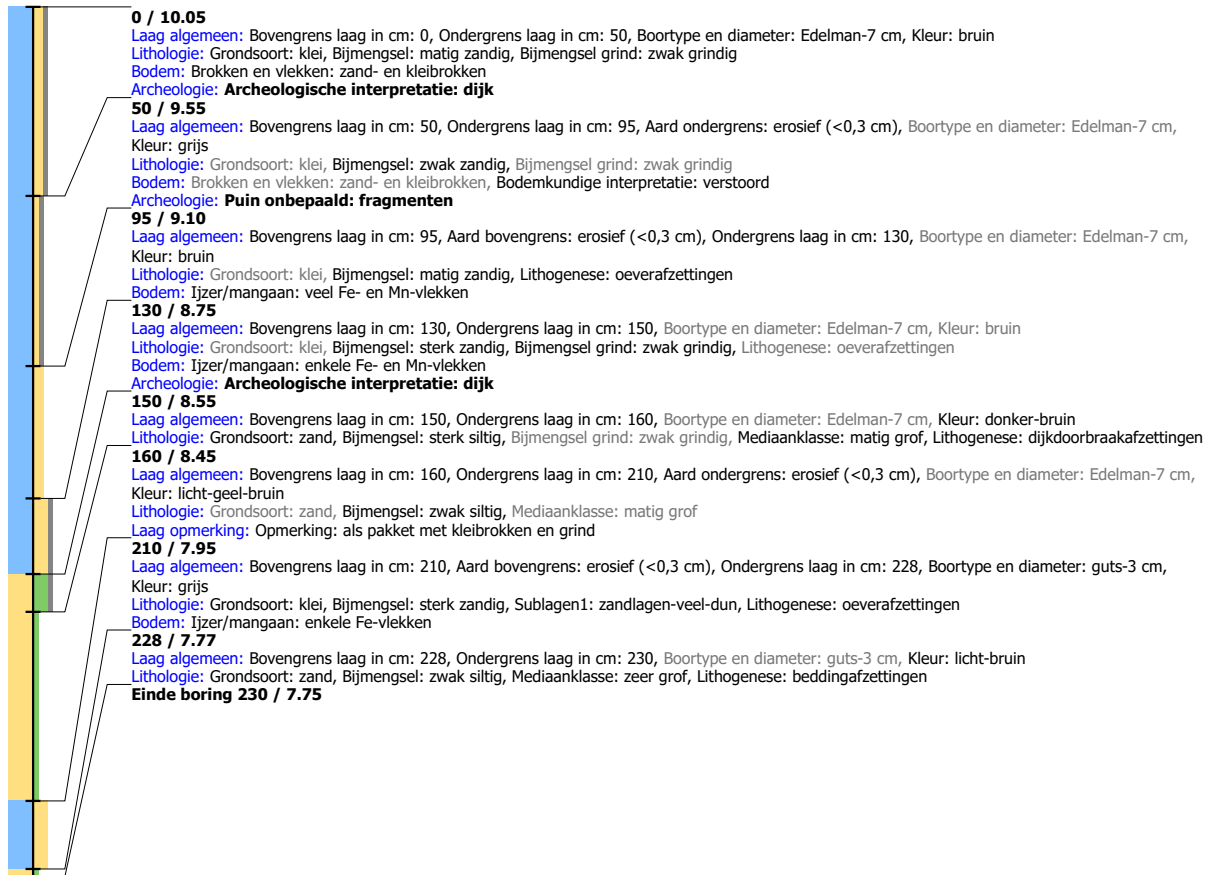 0 / 10.05
Laag algemeen: Bovengrens laag in cm: 0, Ondergrens laag in cm: 50, Boortype en diameter: Edelman-7 cm, Kleur: bruin
Lithologie: Grondsoort: klei, Bijmengsel: matig zandig, Bijmengsel grind: zwak grindig
Bodem: Brokken en vlekken: zand- en kleibrokken
Archeologie: Archeologische interpretatie: dijk
50 / 9.55
Laag algemeen: Bovengrens laag in cm: 50, Ondergrens laag in cm: 95, Aard ondergrens: erosief (<0,3 cm), Boortype en diameter: Edelman-7 cm,
Kleur: grijs
Lithologie: Grondsoort: klei, Bijmengsel: zwak zandig, Bijmengsel grind: zwak grindig
Bodem: Brokken en vlekken: zand- en kleibrokken, Bodemkundige interpretatie: verstoord
Archeologie: Puin onbepaald: fragmenten
95 / 9.10
Laag algemeen: Bovengrens laag in cm: 95, Aard bovengrens: erosief (<0,3 cm), Ondergrens laag in cm: 130, Boortype en diameter: Edelman-7 cm,
Kleur: bruin
Lithologie: Grondsoort: klei, Bijmengsel: matig zandig, Lithogenese: oeverafzettingen
Bodem: Ijzer/mangaan: veel Fe- en Mn-vlekken
130 / 8.75
Laag algemeen: Bovengrens laag in cm: 130, Ondergrens laag in cm: 150, Boortype en diameter: Edelman-7 cm, Kleur: bruin
Lithologie: Grondsoort: klei, Bijmengsel: sterk zandig, Bijmengsel grind: zwak grindig, Lithogenese: oeverafzettingen
Bodem: Ijzer/mangaan: enkele Fe- en Mn-vlekken
Archeologie: Archeologische interpretatie: dijk
150 / 8.55
Laag algemeen: Bovengrens laag in cm: 150, Ondergrens laag in cm: 160, Boortype en diameter: Edelman-7 cm, Kleur: donker-bruin
Lithologie: Grondsoort: zand, Bijmengsel: sterk siltig, Bijmengsel grind: zwak grindig, Mediaanklasse: matig grof, Lithogenese: dijkdoorbraakafzettingen
160 / 8.45
Laag algemeen: Bovengrens laag in cm: 160, Ondergrens laag in cm: 210, Aard ondergrens: erosief (<0,3 cm), Boortype en diameter: Edelman-7 cm,
Kleur: licht-geel-bruin
Lithologie: Grondsoort: zand, Bijmengsel: zwak siltig, Mediaanklasse: matig grof
Laag opmerking: Opmerking: als pakket met kleibrokken en grind
210 / 7.95
Laag algemeen: Bovengrens laag in cm: 210, Aard bovengrens: erosief (<0,3 cm), Ondergrens laag in cm: 228, Boortype en diameter: guts-3 cm,
Kleur: grijs
Lithologie: Grondsoort: klei, Bijmengsel: sterk zandig, Sublagen1: zandlagen-veel-dun, Lithogenese: oeverafzettingen
Bodem: Ijzer/mangaan: enkele Fe-vlekken
228 / 7.77
Laag algemeen: Bovengrens laag in cm: 228, Ondergrens laag in cm: 230, Boortype en diameter: guts-3 cm, Kleur: licht-bruin
Lithologie: Grondsoort: zand, Bijmengsel: zwak siltig, Mediaanklasse: zeer grof, Lithogenese: beddingafzettingen
Einde boring 230 / 7.75